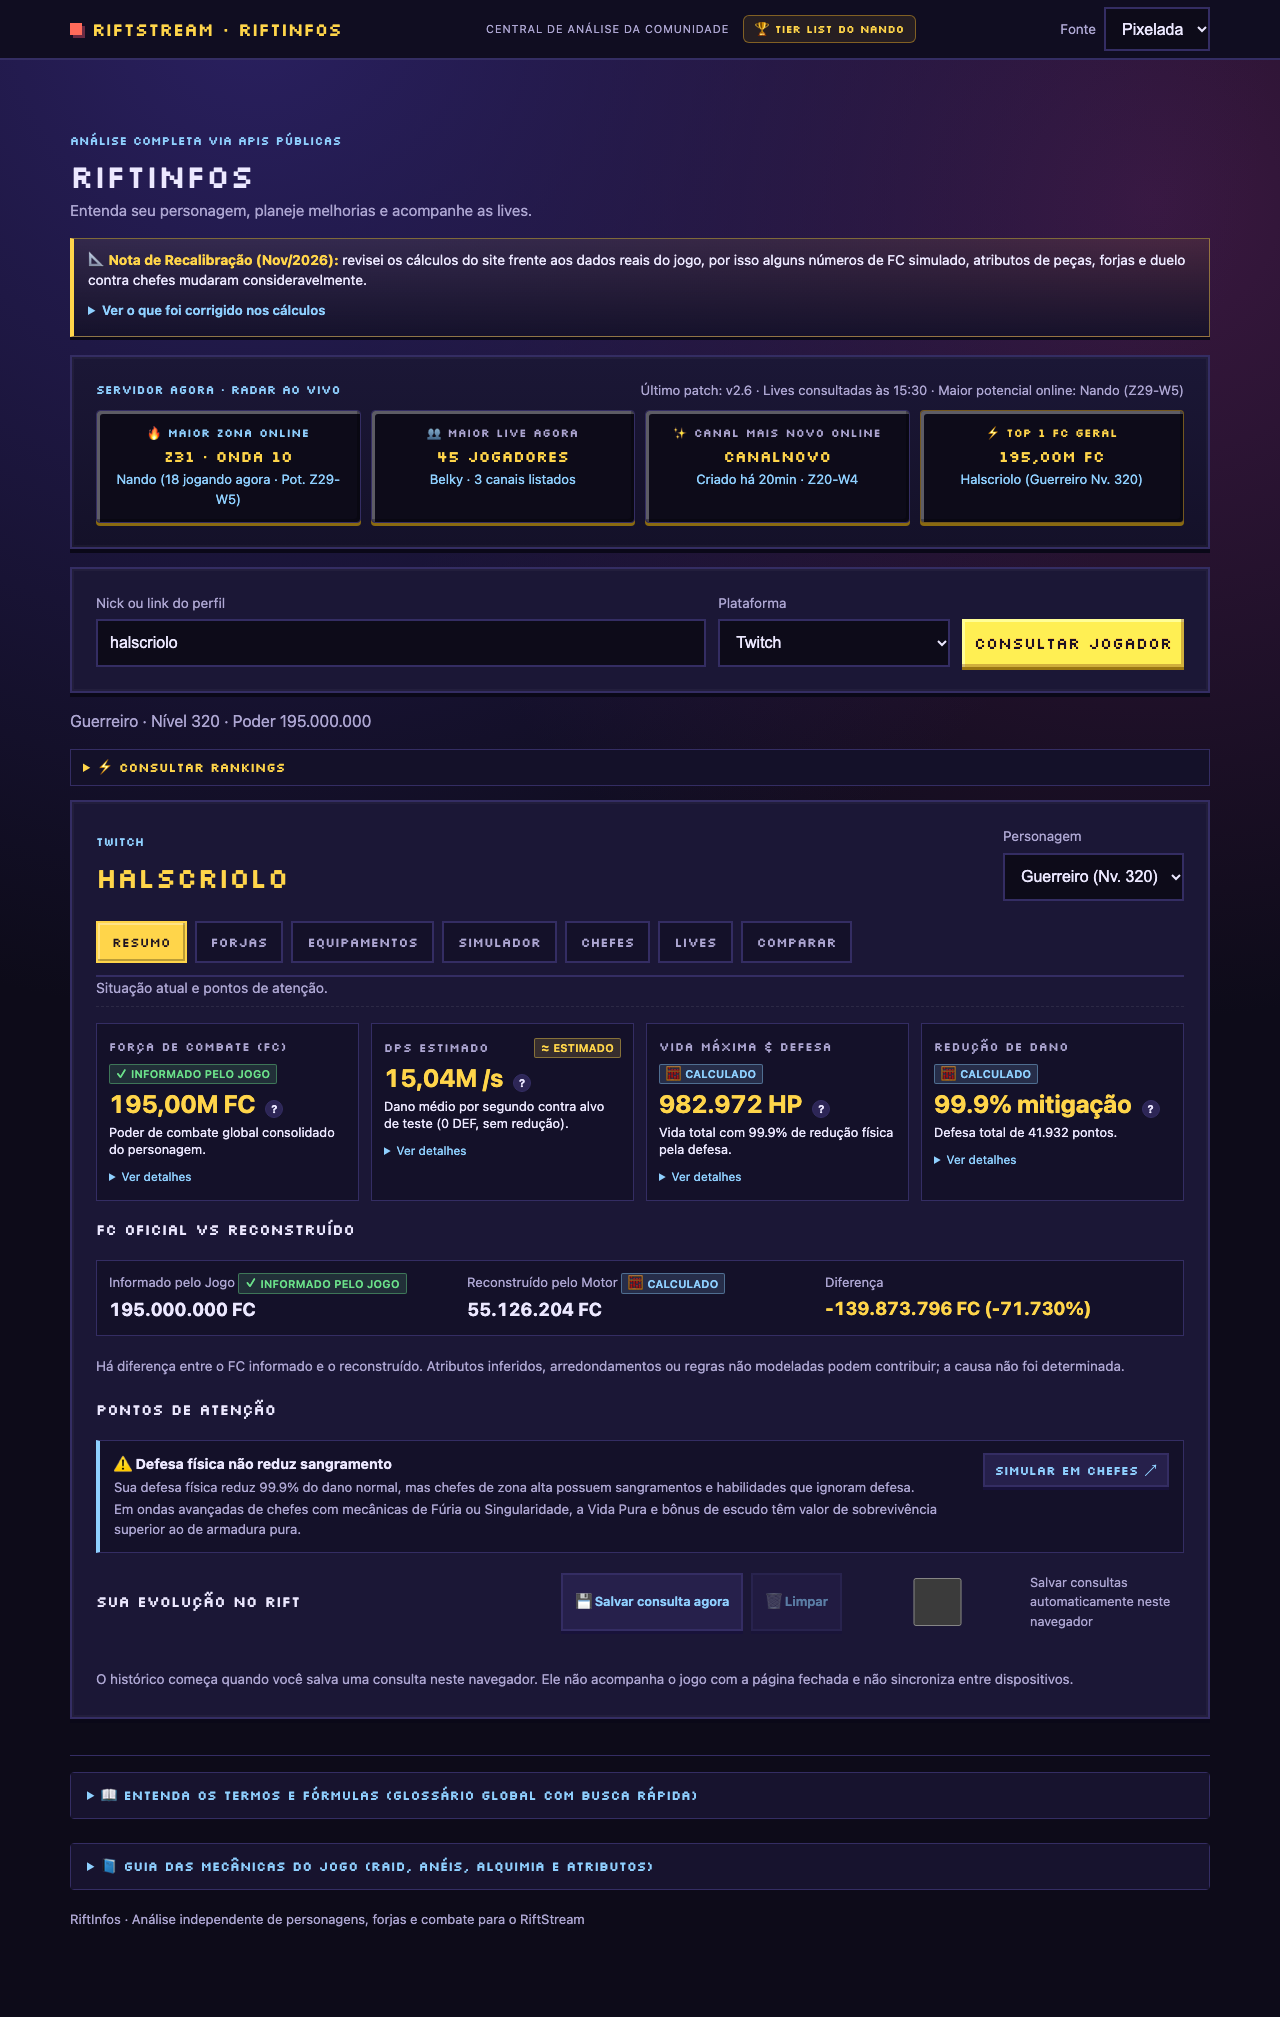 RIFTSTREAM · RIFTINFOS
CENTRAL DE ANÁLISE DA COMUNIDADE
🏆 TIER LIST DO NANDO
Fonte
Pixelada
ANÁLISE COMPLETA VIA APIS PÚBLICAS
RIFTINFOS
Entenda seu personagem, planeje melhorias e acompanhe as lives.
📐 Nota de Recalibração (Nov/2026): revisei os cálculos do site frente aos dados reais do jogo, por isso alguns números de FC simulado, atributos de peças, forjas e duelo
contra chefes mudaram consideravelmente.
▶ Ver o que foi corrigido nos cálculos
SERVIDOR AGORA · RADAR AO VIVO
Último patch: v2.6 · Lives consultadas às 15:30 · Maior potencial online: Nando (Z29-W5)
🔥 MAIOR ZONA ONLINE
Z31 · ONDA 10
Nando (18 jogando agora · Pot. Z29-
W5)
👥 MAIOR LIVE AGORA
45 JOGADORES
Belky · 3 canais listados
✨ CANAL MAIS NOVO ONLINE
CANALNOVO
Criado há 20min · Z20-W4
⚡ TOP 1 FC GERAL
195,00M FC
Halscriolo (Guerreiro Nv. 320)
Nick ou link do perfil
halscriolo
Plataforma
Twitch
CONSULTAR JOGADOR
Guerreiro · Nível 320 · Poder 195.000.000
▶ ⚡ CONSULTAR RANKINGS
TWITCH
HALSCRIOLO
Personagem
Guerreiro (Nv. 320)
RESUMO
FORJAS
EQUIPAMENTOS
SIMULADOR
CHEFES
LIVES
COMPARAR
Situação atual e pontos de atenção.
FORÇA DE COMBATE (FC)
✓ INFORMADO PELO JOGO
195,00M FC ?
Poder de combate global consolidado
do personagem.
▶ Ver detalhes
DPS ESTIMADO
≈ ESTIMADO
15,04M /s ?
Dano médio por segundo contra alvo
de teste (0 DEF, sem redução).
▶ Ver detalhes
VIDA MÁXIMA & DEFESA
🧮 CALCULADO
982.972 HP ?
Vida total com 99.9% de redução física
pela defesa.
▶ Ver detalhes
REDUÇÃO DE DANO
🧮 CALCULADO
99.9% mitigação ?
Defesa total de 41.932 pontos.
▶ Ver detalhes
FC OFICIAL VS RECONSTRUÍDO
Informado pelo Jogo ✓ INFORMADO PELO JOGO
195.000.000 FC
Reconstruído pelo Motor 🧮 CALCULADO
55.126.204 FC
Diferença
-139.873.796 FC (-71.730%)
Há diferença entre o FC informado e o reconstruído. Atributos inferidos, arredondamentos ou regras não modeladas podem contribuir; a causa não foi determinada.
PONTOS DE ATENÇÃO
⚠️ Defesa física não reduz sangramento
Sua defesa física reduz 99.9% do dano normal, mas chefes de zona alta possuem sangramentos e habilidades que ignoram defesa.
Em ondas avançadas de chefes com mecânicas de Fúria ou Singularidade, a Vida Pura e bônus de escudo têm valor de sobrevivência
superior ao de armadura pura.
SIMULAR EM CHEFES ↗
SUA EVOLUÇÃO NO RIFT
💾 Salvar consulta agora
🗑️ Limpar
Salvar consultas
automaticamente neste
navegador
O histórico começa quando você salva uma consulta neste navegador. Ele não acompanha o jogo com a página fechada e não sincroniza entre dispositivos.
▶ 📖 ENTENDA OS TERMOS E FÓRMULAS (GLOSSÁRIO GLOBAL COM BUSCA RÁPIDA)
▶ 📘 GUIA DAS MECÂNICAS DO JOGO (RAID, ANÉIS, ALQUIMIA E ATRIBUTOS)
RiftInfos · Análise independente de personagens, forjas e combate para o RiftStream